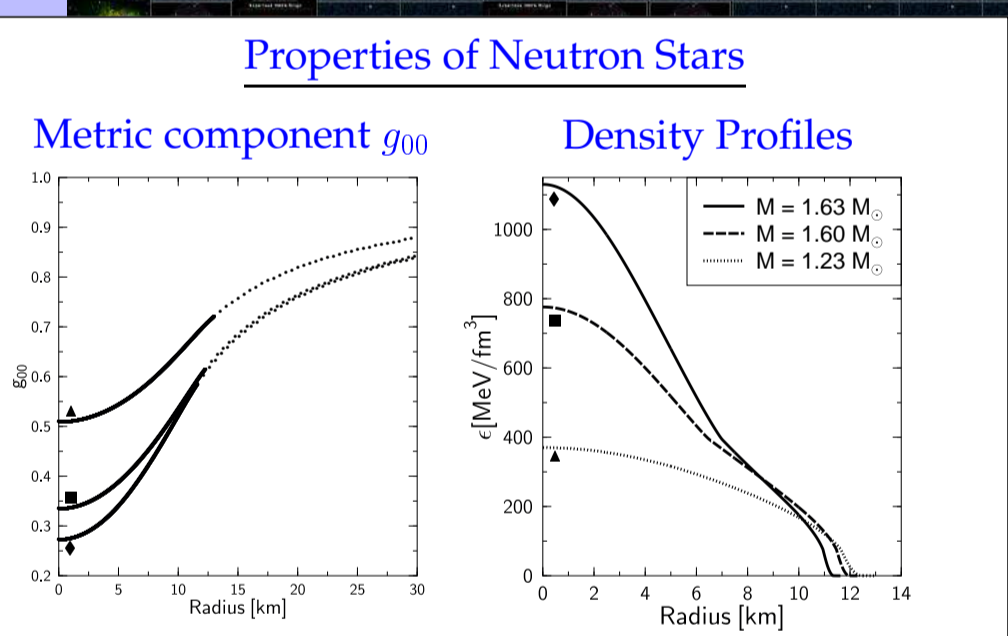 Properties of Neutron Stars
Metric component g₀₀
Density Profiles
1.0
0.9
0.8
0.7
0.6
0.5
0.4
0.3
0.2
g₀₀
0 5 10 15 20 25 30
Radius [km]
1000
800
600
400
200
0
ϵ[MeV/fm³]
M = 1.63 M☉
M = 1.60 M☉
M = 1.23 M☉
0 2 4 6 8 10 12 14
Radius [km]